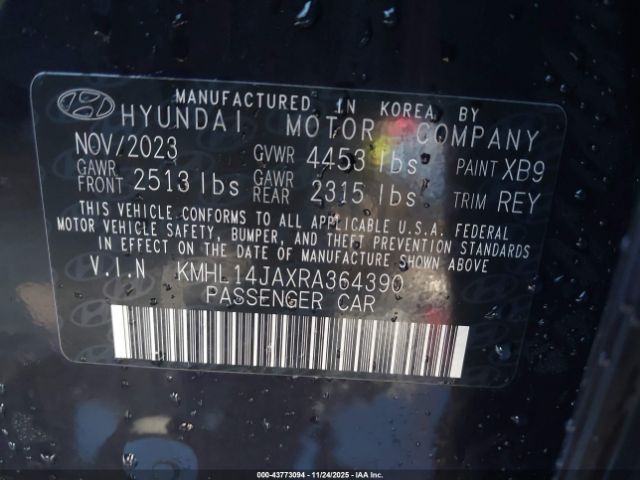 MANUFACTURED IN KOREA BY
HYUNDAI MOTOR COMPANY
NOV/2023 GVWR 4453 lbs PAINT XB9
GAWR FRONT 2513 lbs GAWR REAR 2315 lbs TRIM REY
THIS VEHICLE CONFORMS TO ALL APPLICABLE U.S.A. FEDERAL
MOTOR VEHICLE SAFETY, BUMPER, AND THEFT PREVENTION STANDARDS
IN EFFECT ON THE DATE OF MANUFACTURE SHOWN ABOVE.
V.I.N KMHL14JAXRA364390
PASSENGER CAR
000-43773094 - 11/24/2025 - IAA Inc.